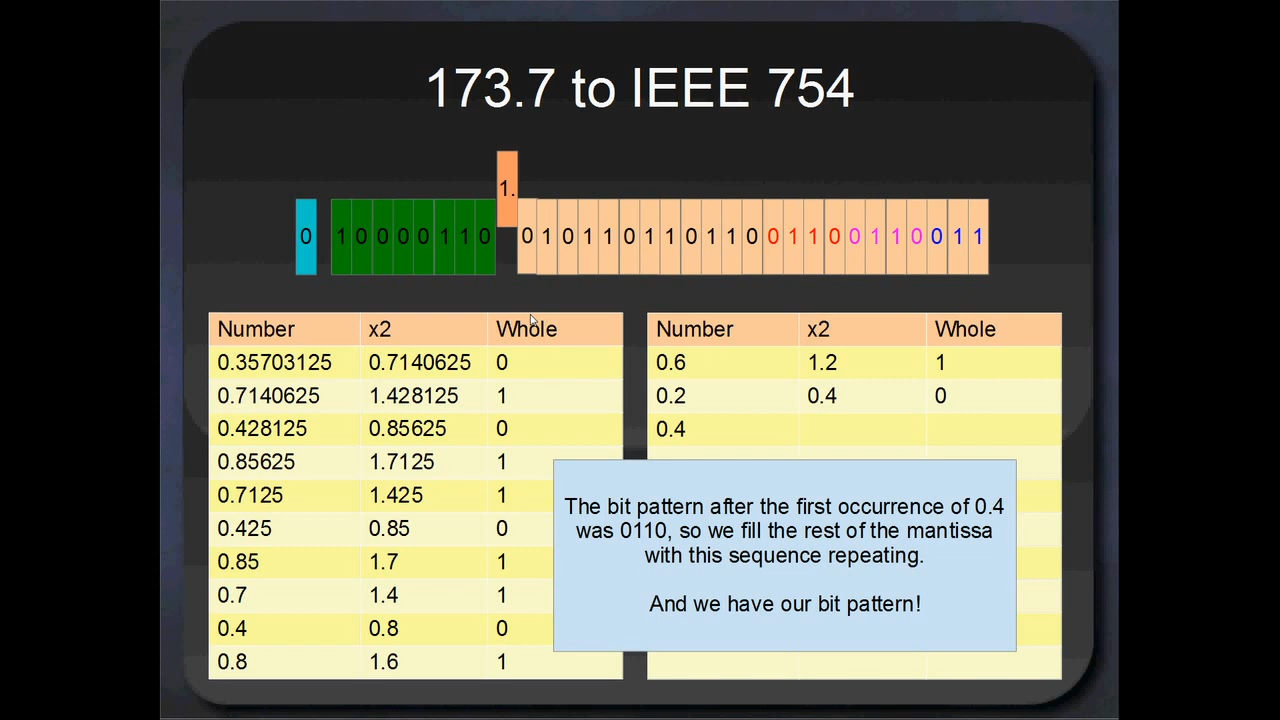 173.7 to IEEE 754
1.
0 1 0 0 0 0 1 1 0 0 1 0 1 1 0 1 1 0 1 1 0 0 1 1 0 0 1 1 0 0 1 1
Number x2 Whole
0.35703125 0.7140625 0
0.7140625 1.428125 1
0.428125 0.85625 0
0.85625 1.7125 1
0.7125 1.425 1
0.425 0.85 0
0.85 1.7 1
0.7 1.4 1
0.4 0.8 0
0.8 1.6 1
Number x2 Whole
0.6 1.2 1
0.2 0.4 0
0.4
The bit pattern after the first occurrence of 0.4
was 0110, so we fill the rest of the mantissa
with this sequence repeating.
And we have our bit pattern!